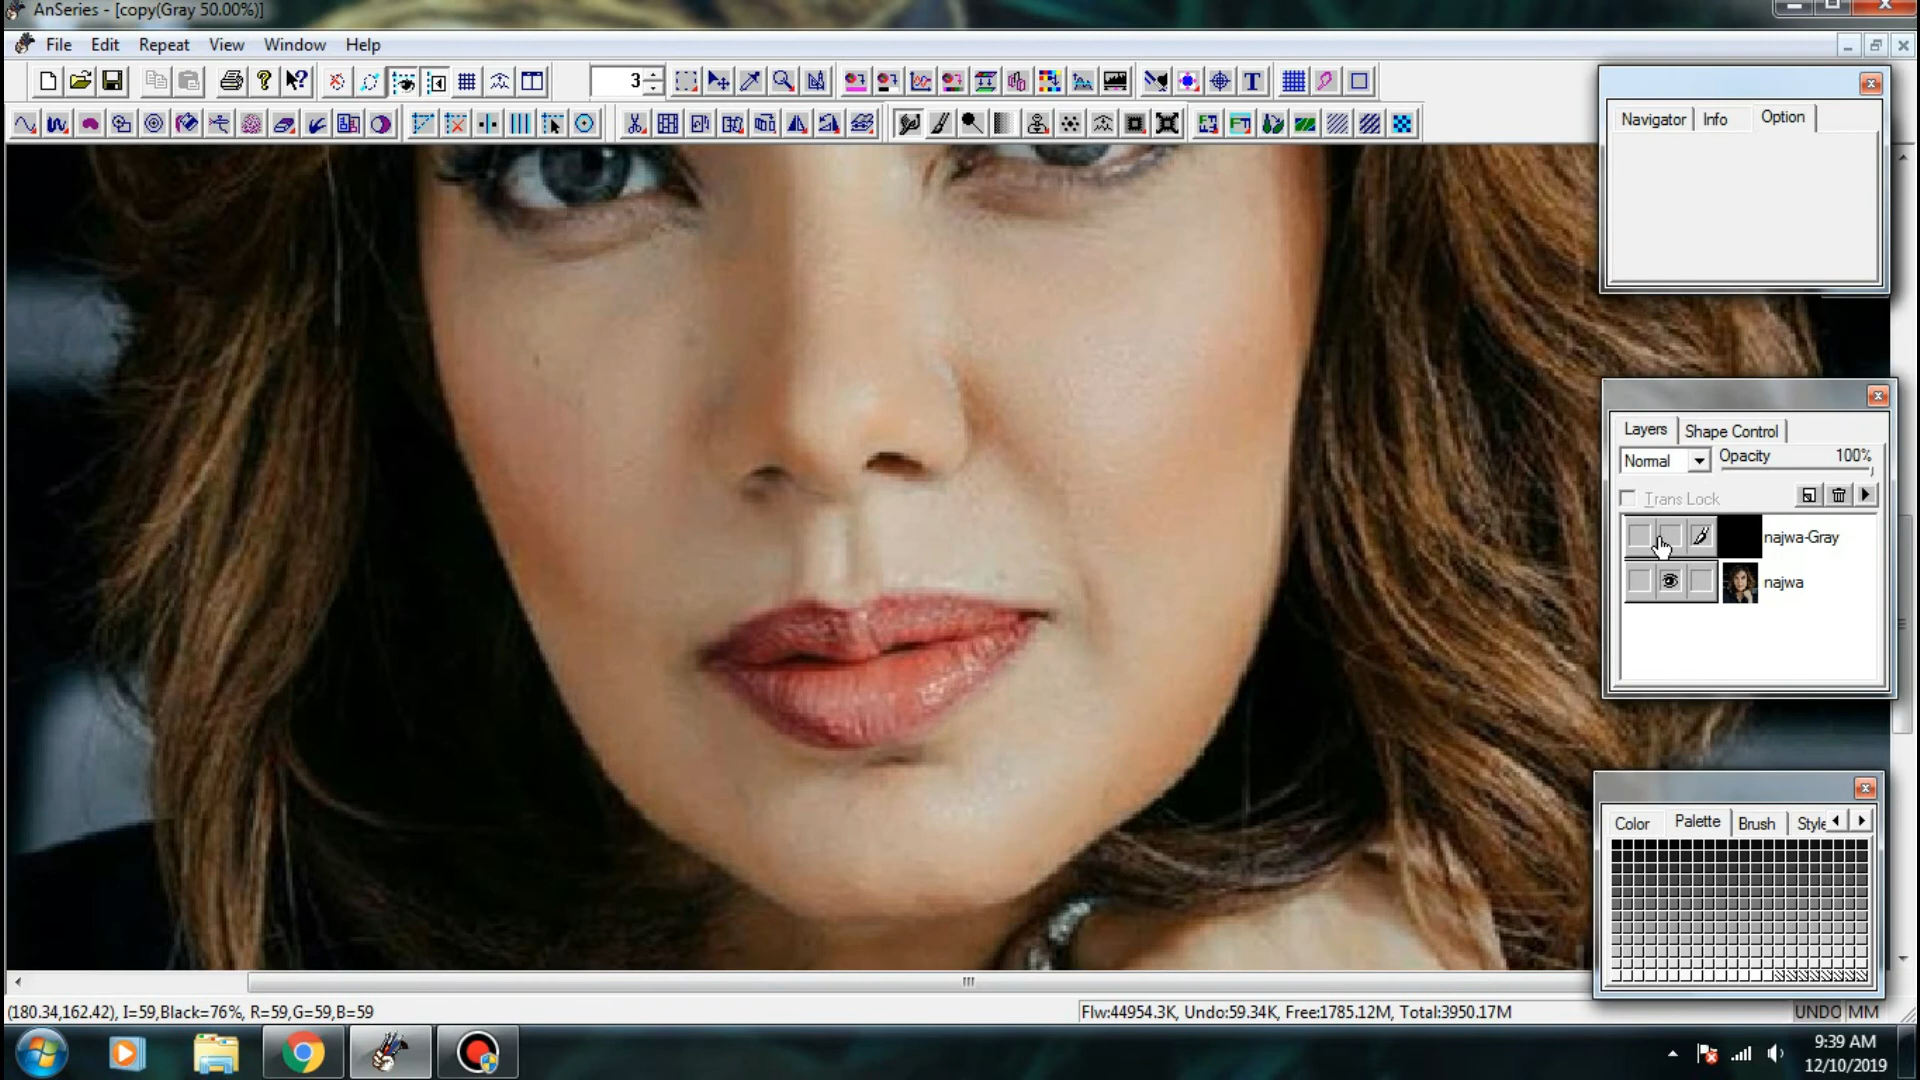 AnSeries - [copy(Gray 50.00%)]
File Edit Repeat View Window Help
3
Navigator Info Option
Layers Shape Control
Normal Opacity 100%
Trans Lock
najwa-Gray
najwa
Color Palette Brush Style
(180.34,162.42), I=59,Black=76%, R=59,G=59,B=59
Flw:44954.3K, Undo:59.34K, Free:1785.12M, Total:3950.17M
UNDO MM
9:39 AM
12/10/2019